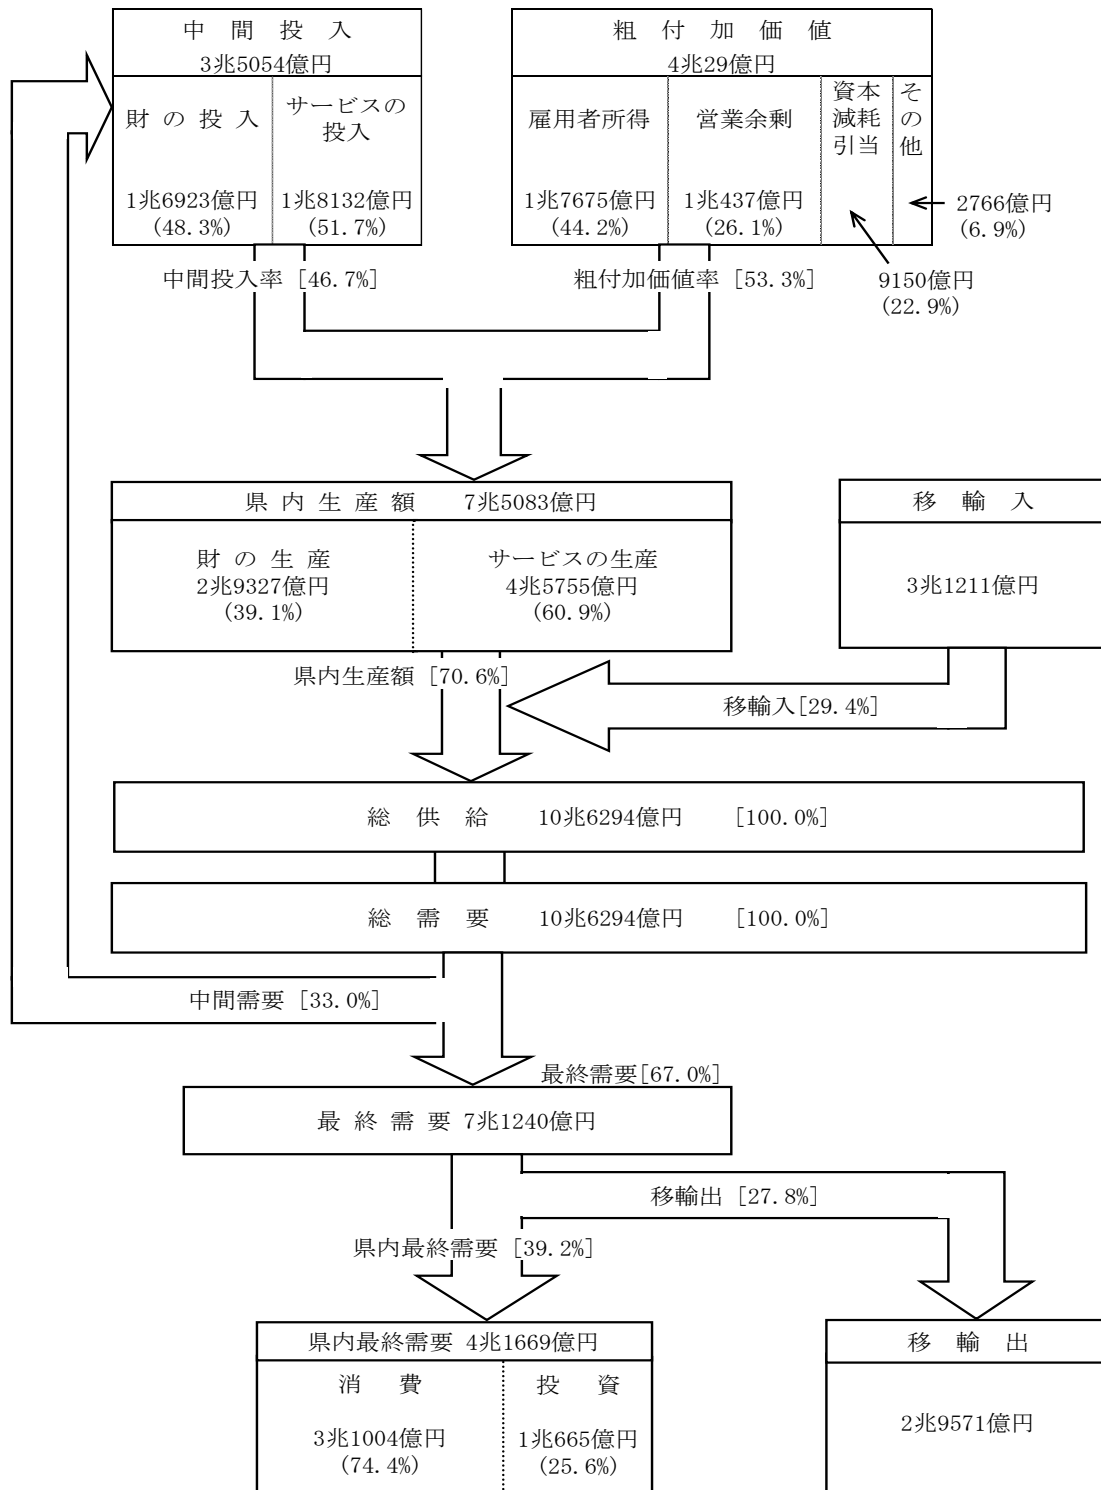 中 間 投 入
3兆5054億円
財 の 投 入
1兆6923億円
(48.3%)
サービスの
投入
1兆8132億円
(51.7%)
粗 付 加 価 値
4兆29億円
雇用者所得
1兆7675億円
(44.2%)
営業余剰
1兆437億円
(26.1%)
資本
減耗
引当
そ
の
他
2766億円
(6.9%)
9150億円
(22.9%)
中間投入率 [46.7%]
粗付加価値率 [53.3%]
県 内 生 産 額 7兆5083億円
財 の 生 産
2兆9327億円
(39.1%)
サービスの生産
4兆5755億円
(60.9%)
移 輸 入
3兆1211億円
県内生産額 [70.6%]
移輸入[29.4%]
総 供 給 10兆6294億円 [100.0%]
総 需 要 10兆6294億円 [100.0%]
中間需要 [33.0%]
最終需要[67.0%]
最 終 需 要 7兆1240億円
移輸出 [27.8%]
県内最終需要 [39.2%]
県内最終需要 4兆1669億円
消 費
3兆1004億円
(74.4%)
投 資
1兆665億円
(25.6%)
移 輸 出
2兆9571億円